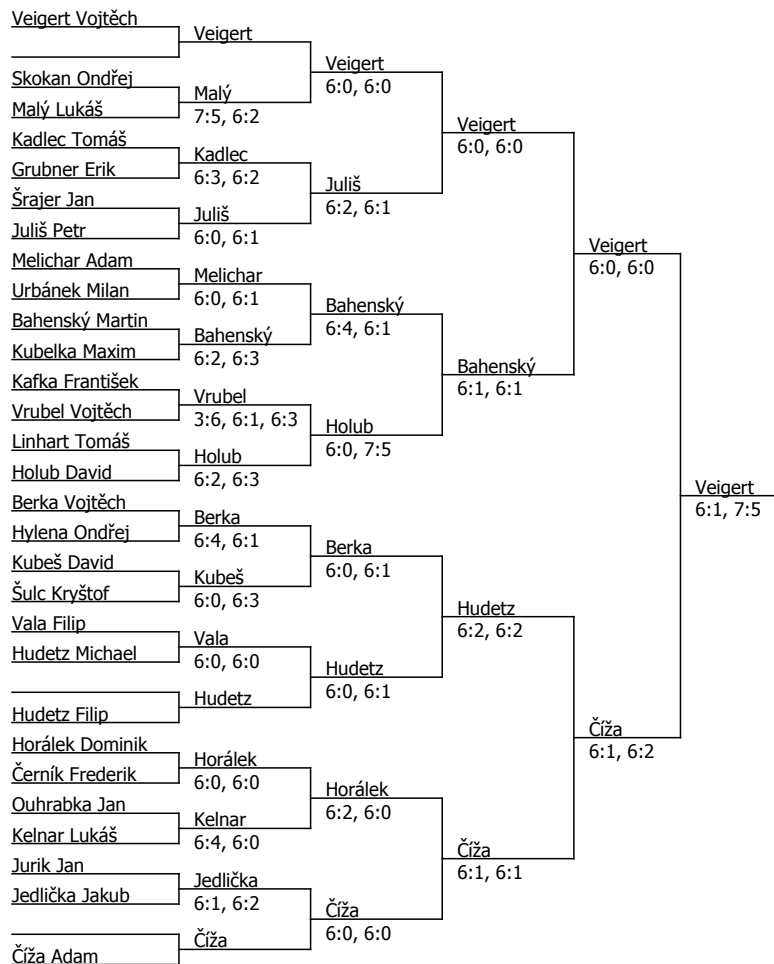 Veigert Vojtěch
Skokan Ondřej
Malý Lukáš
Kadlec Tomáš
Grubner Erik
Šrajer Jan
Juliš Petr
Melichar Adam
Urbánek Milan
Bahenský Martin
Kubelka Maxim
Kafka František
Vrubel Vojtěch
Linhart Tomáš
Holub David
Berka Vojtěch
Hylena Ondřej
Kubeš David
Šulc Kryštof
Vala Filip
Hudetz Michael
Hudetz Filip
Horálek Dominik
Černík Frederik
Ouhrabka Jan
Kelnar Lukáš
Jurik Jan
Jedlička Jakub
Číža Adam
Veigert
Malý
7:5, 6:2
Kadlec
6:3, 6:2
Juliš
6:0, 6:1
Melichar
6:0, 6:1
Bahenský
6:2, 6:3
Vrubel
3:6, 6:1, 6:3
Holub
6:2, 6:3
Berka
6:4, 6:1
Kubeš
6:0, 6:3
Vala
6:0, 6:0
Hudetz
Horálek
6:0, 6:0
Kelnar
6:4, 6:0
Jedlička
6:1, 6:2
Číža
Veigert
6:0, 6:0
Juliš
6:2, 6:1
Bahenský
6:4, 6:1
Holub
6:0, 7:5
Berka
6:0, 6:1
Hudetz
6:0, 6:1
Horálek
6:2, 6:0
Číža
6:0, 6:0
Veigert
6:0, 6:0
Bahenský
6:1, 6:1
Hudetz
6:2, 6:2
Číža
6:1, 6:1
Veigert
6:0, 6:0
Číža
6:1, 6:2
Veigert
6:1, 7:5